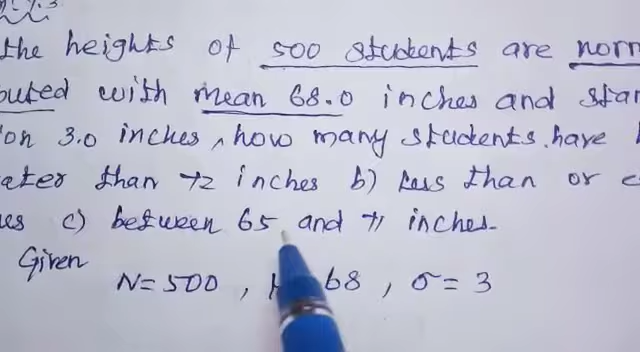 the heights of 500 students are norm
buted with mean 68.0 inches and stan
on 3.0 inches, how many students have h
ater than 72 inches b) less than or e
es c) between 65 and 71 inches.
Given
N=500, 68, σ=3